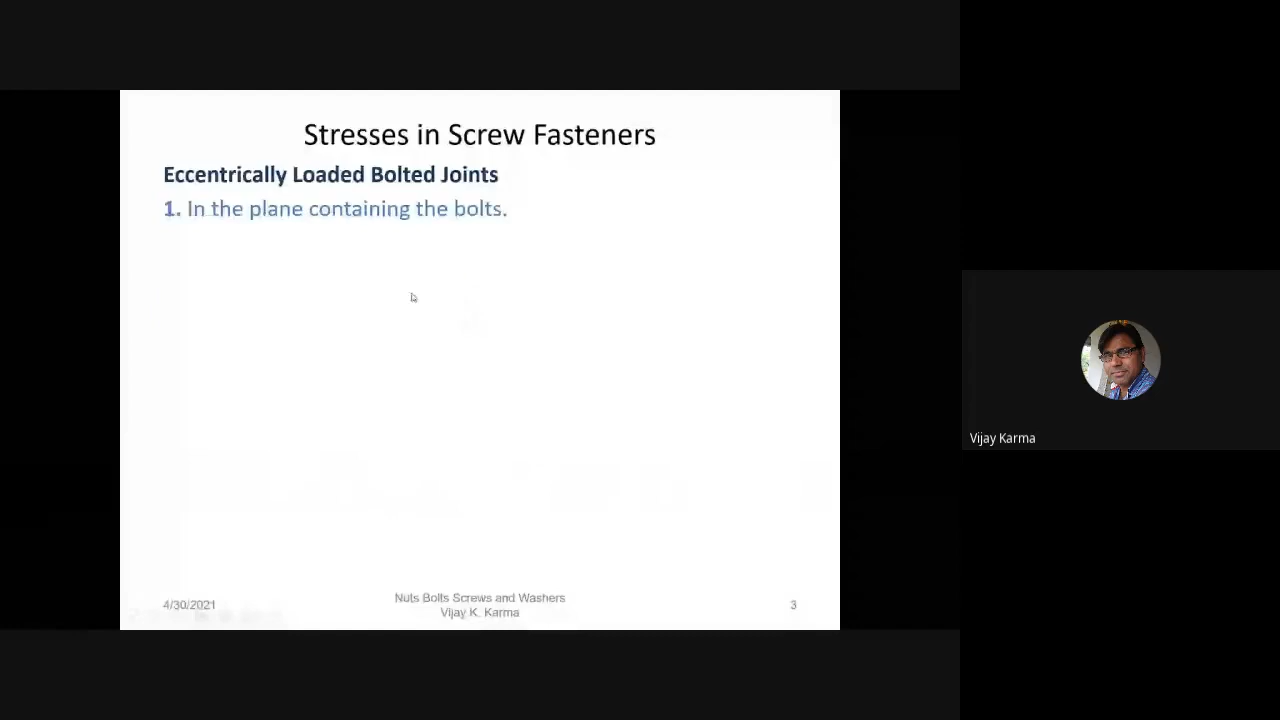 Stresses in Screw Fasteners
Eccentrically Loaded Bolted Joints
1. In the plane containing the bolts.
4/30/2021
Nuts Bolts Screws and Washers
Vijay K. Karma
3
Vijay Karma